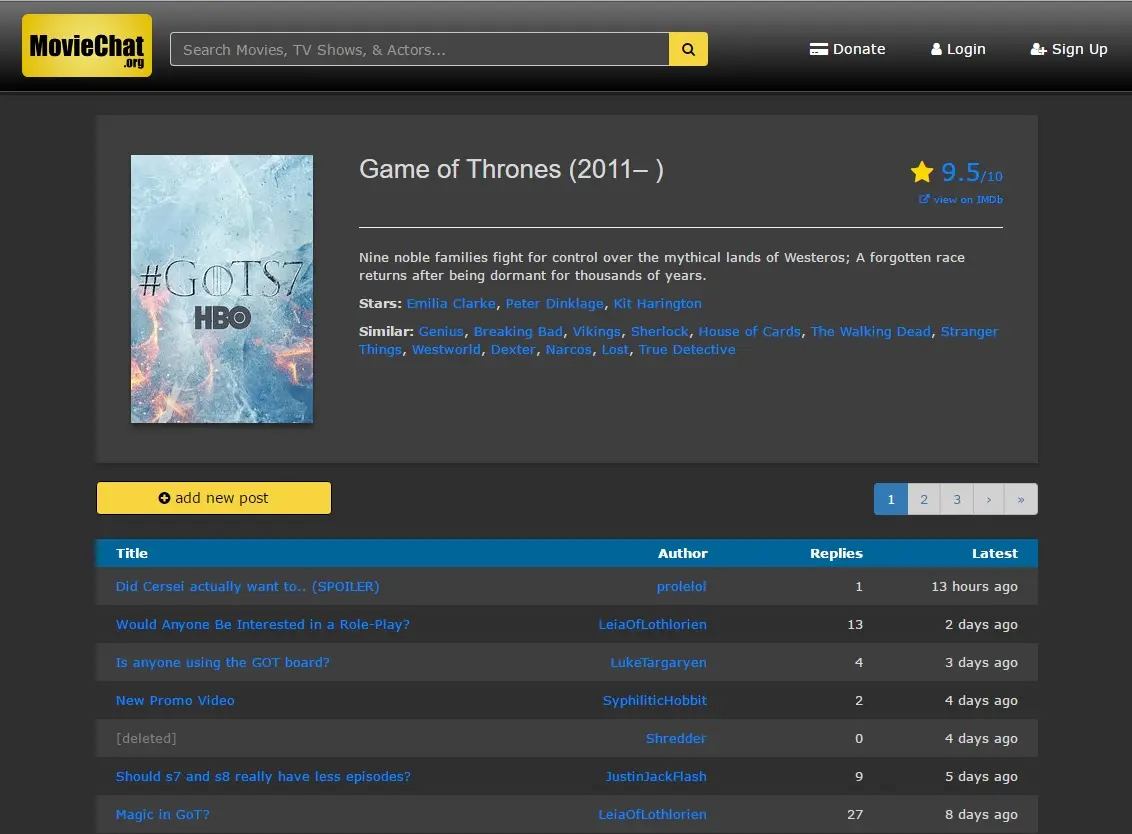 MovieChat
.org
Search Movies, TV Shows, & Actors...
Donate
Login
Sign Up
#GOTS7
HBO
Game of Thrones (2011– )
9.5/10
view on IMDb
Nine noble families fight for control over the mythical lands of Westeros; A forgotten race
returns after being dormant for thousands of years.
Stars: Emilia Clarke, Peter Dinklage, Kit Harington
Similar: Genius, Breaking Bad, Vikings, Sherlock, House of Cards, The Walking Dead, Stranger
Things, Westworld, Dexter, Narcos, Lost, True Detective
add new post
1 2 3 › »
Title Author Replies Latest
Did Cersei actually want to.. (SPOILER) prolelol 1 13 hours ago
Would Anyone Be Interested in a Role-Play? LeiaOfLothlorien 13 2 days ago
Is anyone using the GOT board? LukeTargaryen 4 3 days ago
New Promo Video SyphiliticHobbit 2 4 days ago
[deleted] Shredder 0 4 days ago
Should s7 and s8 really have less episodes? JustinJackFlash 9 5 days ago
Magic in GoT? LeiaOfLothlorien 27 8 days ago